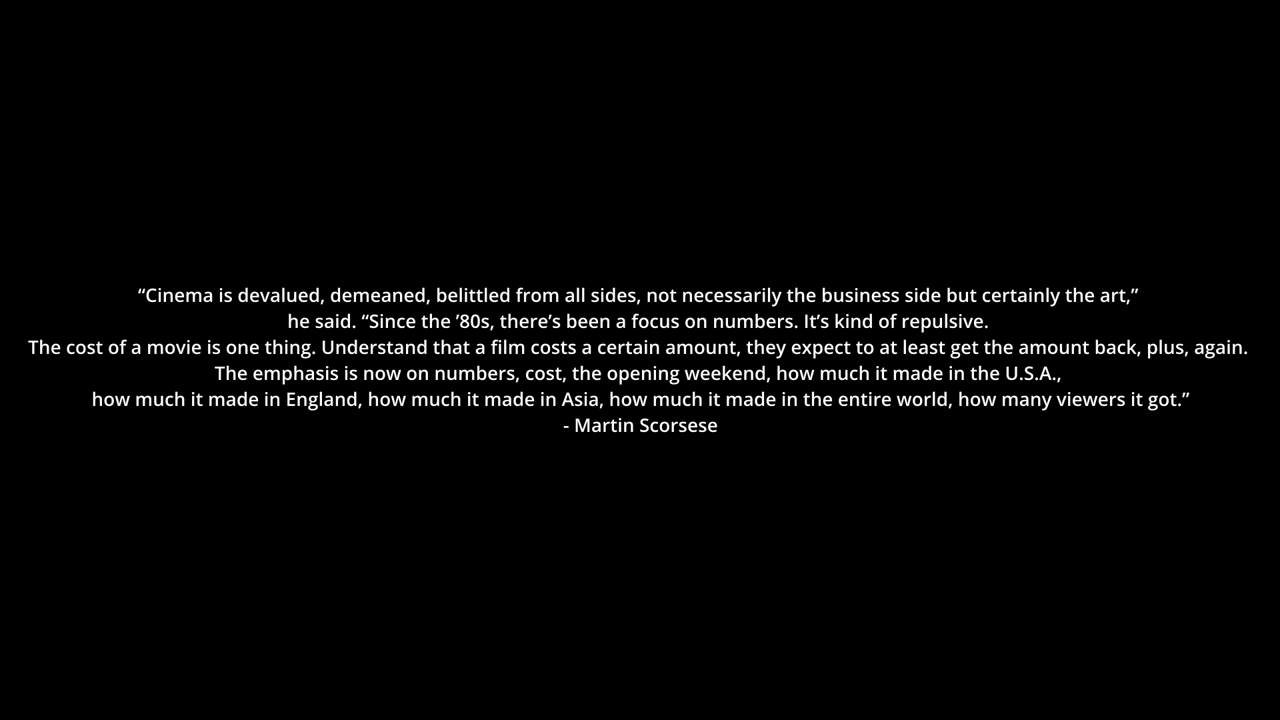 “Cinema is devalued, demeaned, belittled from all sides, not necessarily the business side but certainly the art,”
he said. “Since the ’80s, there’s been a focus on numbers. It’s kind of repulsive.
The cost of a movie is one thing. Understand that a film costs a certain amount, they expect to at least get the amount back, plus, again.
The emphasis is now on numbers, cost, the opening weekend, how much it made in the U.S.A.,
how much it made in England, how much it made in Asia, how much it made in the entire world, how many viewers it got.”
- Martin Scorsese